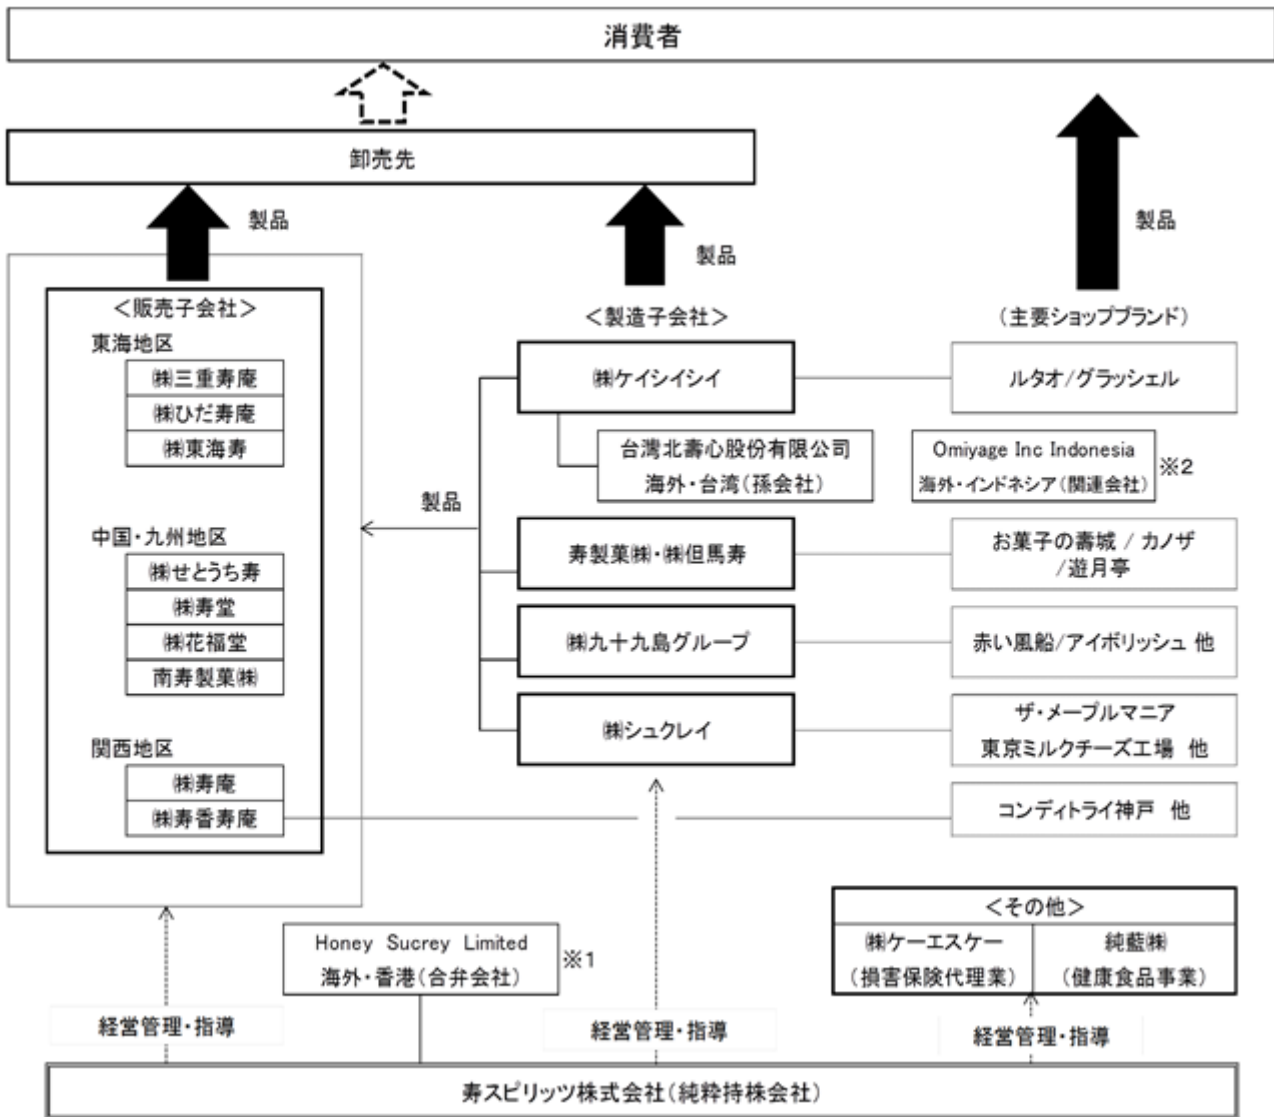 消費者
卸売先
製品
製品
製品
＜販売子会社＞
東海地区
㈱三重寿庵
㈱ひだ寿庵
㈱東海寿
中国・九州地区
㈱せとうち寿
㈱寿堂
㈱花福堂
南寿製菓㈱
関西地区
㈱寿庵
㈱寿香寿庵
製品
＜製造子会社＞
㈱ケイシイシイ
台湾北壽心股份有限公司
海外・台湾（孫会社）
寿製菓㈱・㈱但馬寿
㈱九十九島グループ
㈱シュクレイ
（主要ショップブランド）
ルタオ/グラッシェル
Omiyage Inc Indonesia
海外・インドネシア（関連会社）
※2
お菓子の壽城 / カノザ
/遊月亭
赤い風船/アイボリッシュ 他
ザ・メープルマニア
東京ミルクチーズ工場 他
コンディトライ神戸 他
Honey Sucrey Limited
海外・香港（合弁会社）
※1
＜その他＞
㈱ケーエスケー
（損害保険代理業）
純藍㈱
（健康食品事業）
経営管理・指導
経営管理・指導
経営管理・指導
寿スピリッツ株式会社（純粋持株会社）